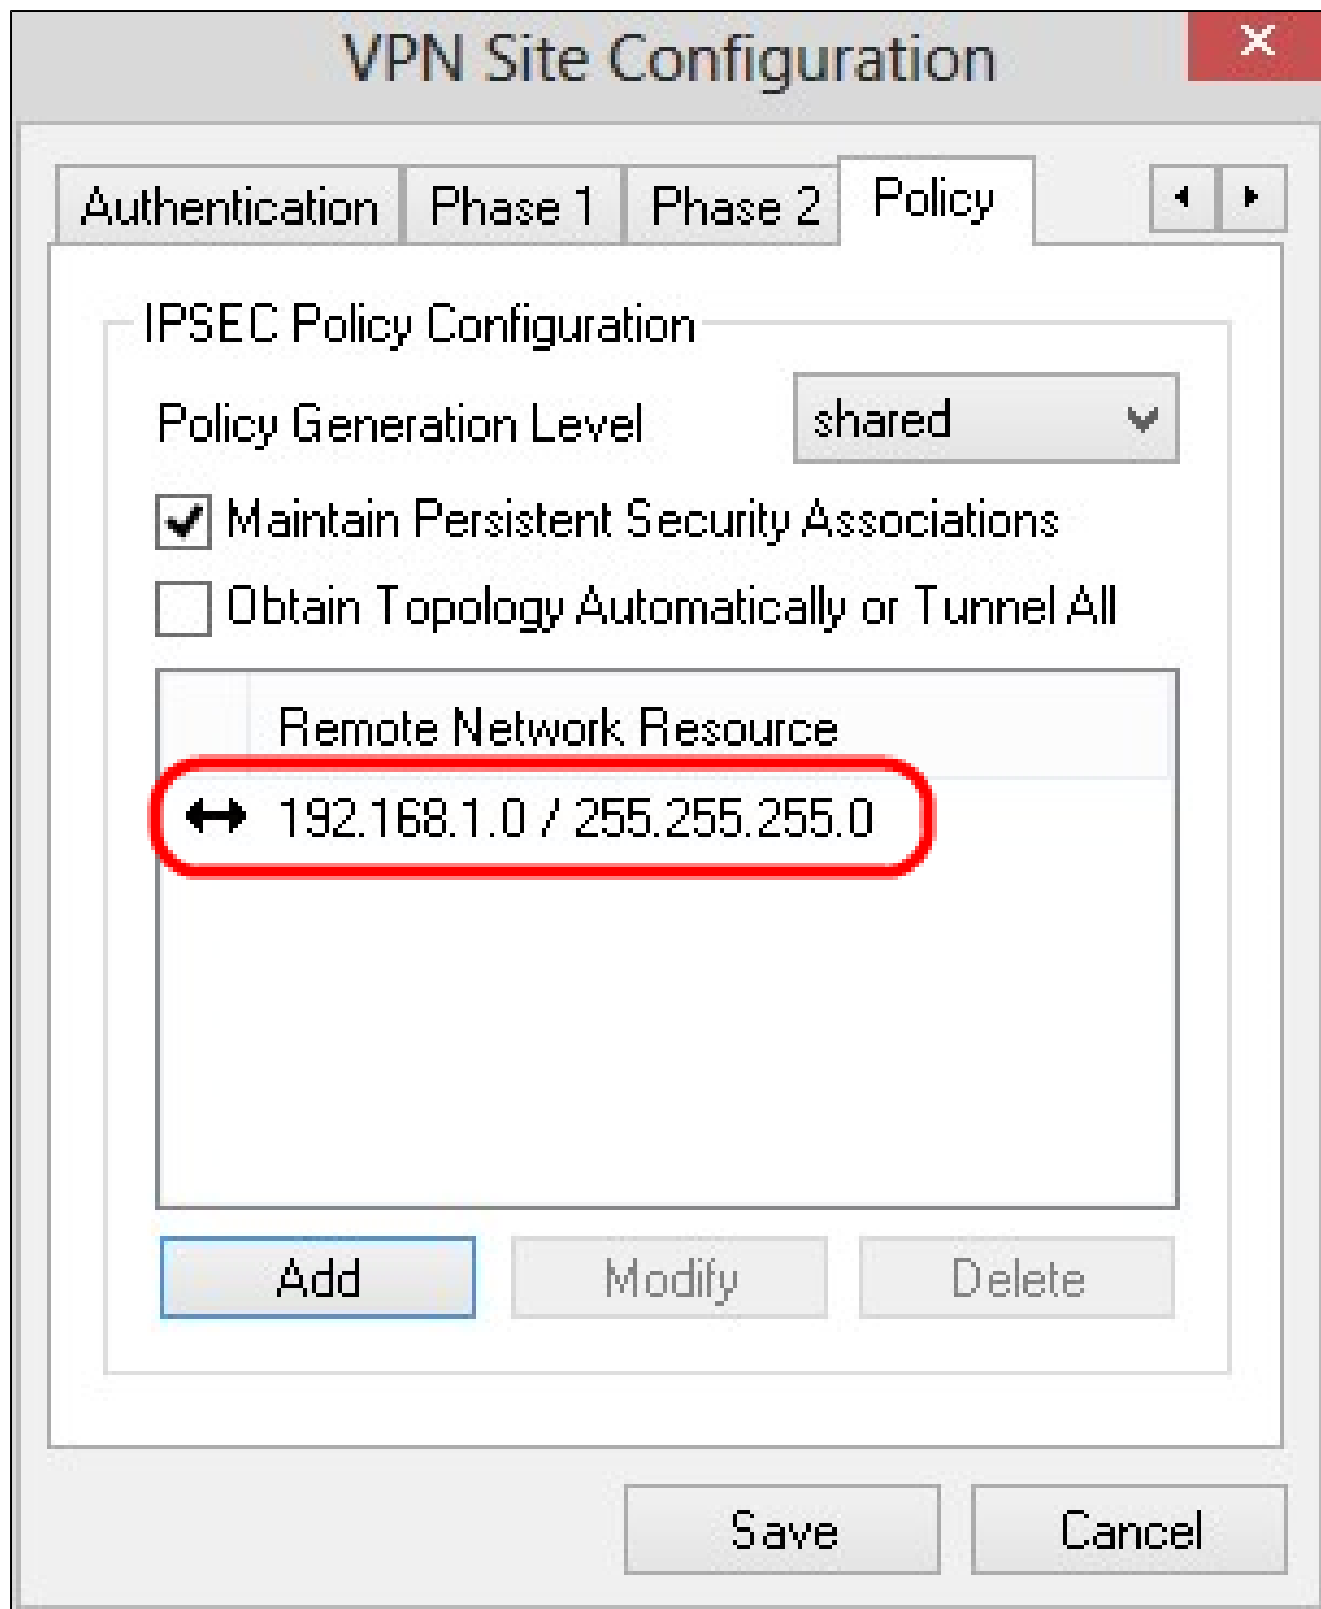 VPN Site Configuration
Authentication Phase 1 Phase 2 Policy
IPSEC Policy Configuration
Policy Generation Level shared
Maintain Persistent Security Associations
Obtain Topology Automatically or Tunnel All
Remote Network Resource
192.168.1.0 / 255.255.255.0
Add Modify Delete
Save Cancel